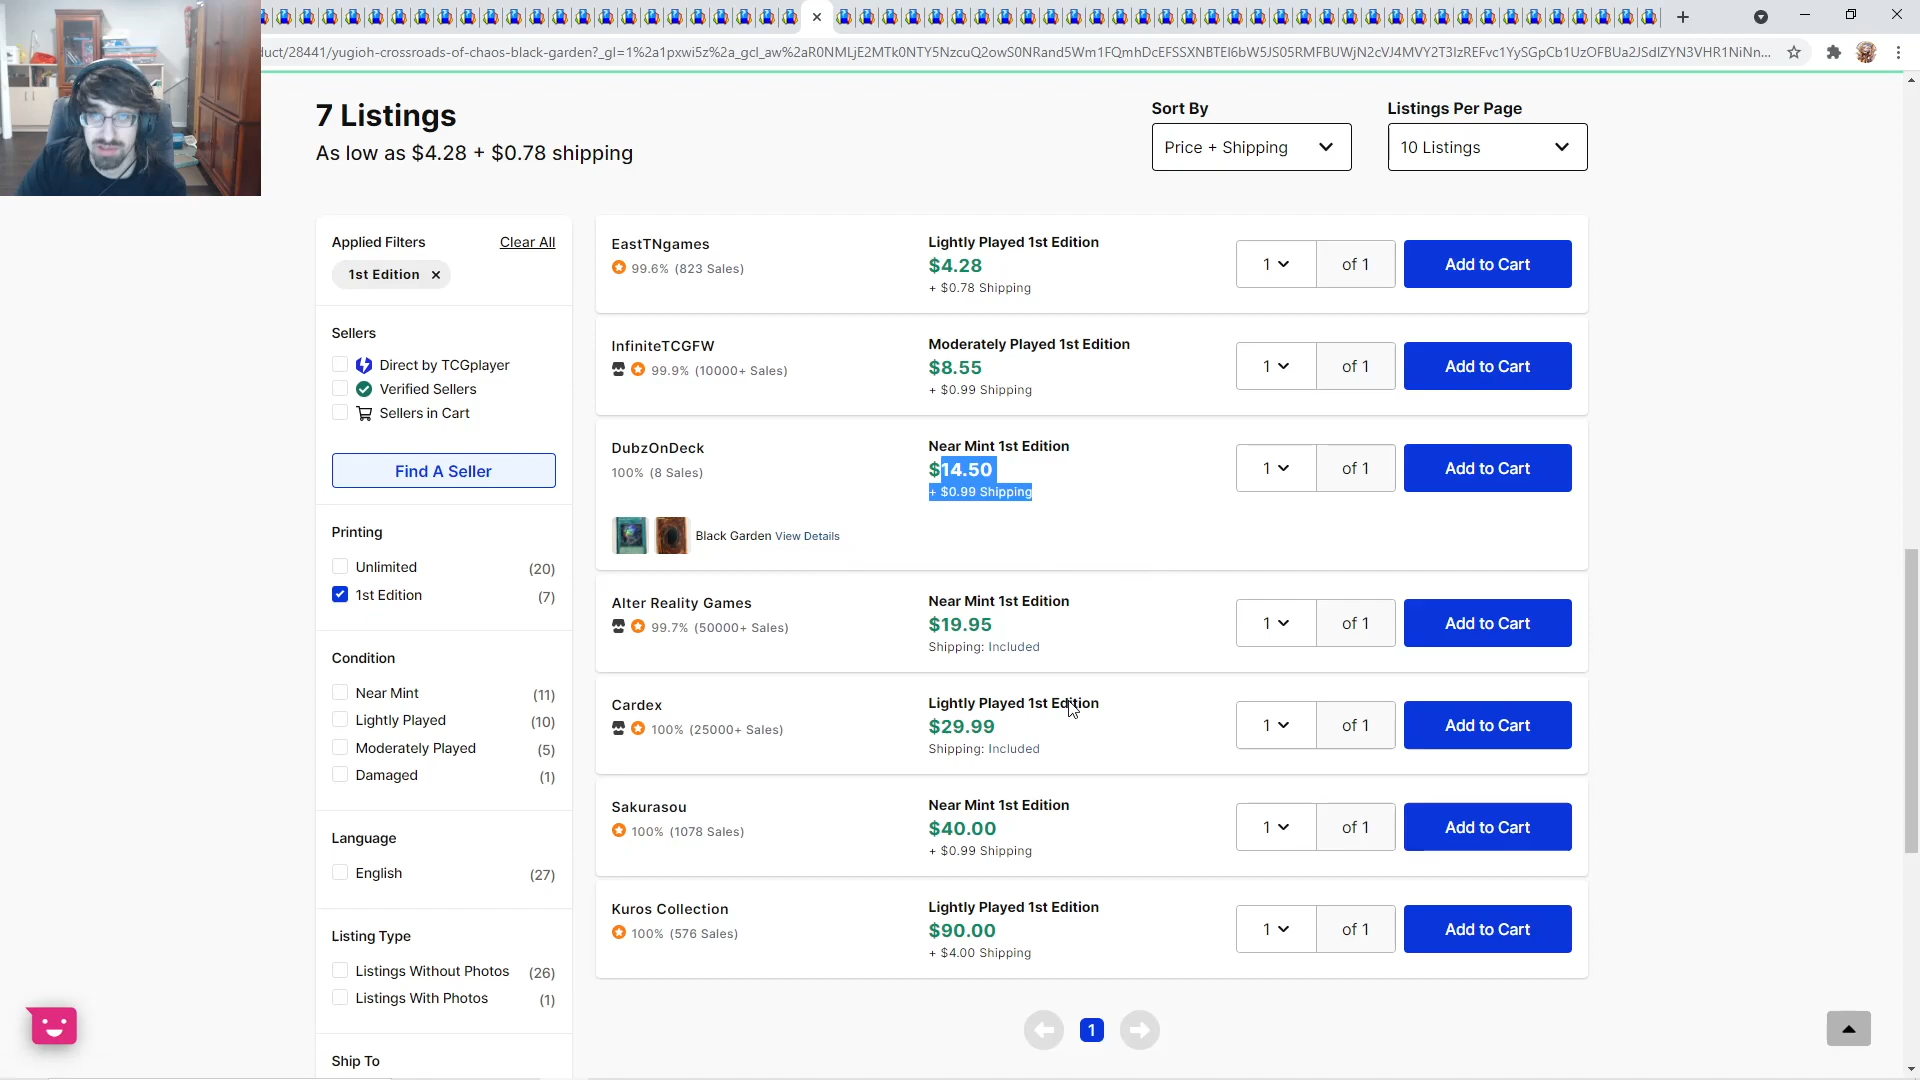 duct/28441/yugioh-crossroads-of-chaos-black-garden?_gl=1%2a1pxwi5z%2a_gcl_aw%2aR0NMLjE2MTk0NTY5NzcuQ2owS0NRand5Wm1FQmhDcEFSSXNBTEI6bW5JS05RMFBUWjN2cVJ4MVY2T3IzREFvc1YySGpCb1UzOFBUa2JSdlZYN3VHR1NiNn...
7 Listings
As low as $4.28 + $0.78 shipping
Sort By
Price + Shipping
Listings Per Page
10 Listings
Applied Filters
Clear All
1st Edition
Sellers
Direct by TCGplayer
Verified Sellers
Sellers in Cart
Find A Seller
Printing
Unlimited (20)
1st Edition (7)
Condition
Near Mint (11)
Lightly Played (10)
Moderately Played (5)
Damaged (1)
Language
English (27)
Listing Type
Listings Without Photos (26)
Listings With Photos (1)
Ship To
EastTNgames
99.6% (823 Sales)
Lightly Played 1st Edition
$4.28
+ $0.78 Shipping
1 of 1
Add to Cart
InfiniteTCGFW
99.9% (10000+ Sales)
Moderately Played 1st Edition
$8.55
+ $0.99 Shipping
1 of 1
Add to Cart
DubzOnDeck
100% (8 Sales)
Near Mint 1st Edition
$14.50
+ $0.99 Shipping
1 of 1
Add to Cart
Black Garden View Details
Alter Reality Games
99.7% (50000+ Sales)
Near Mint 1st Edition
$19.95
Shipping: Included
1 of 1
Add to Cart
Cardex
100% (25000+ Sales)
Lightly Played 1st Edition
$29.99
Shipping: Included
1 of 1
Add to Cart
Sakurasou
100% (1078 Sales)
Near Mint 1st Edition
$40.00
+ $0.99 Shipping
1 of 1
Add to Cart
Kuros Collection
100% (576 Sales)
Lightly Played 1st Edition
$90.00
+ $4.00 Shipping
1 of 1
Add to Cart
1